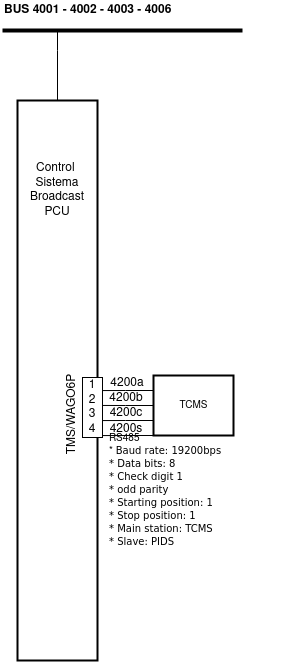 BUS 4001 - 4002 - 4003 - 4006
Control
Sistema
Broadcast
PCU
TMS/WAGO6P
1 4200a
2 4200b
3 4200c
4 4200s
TCMS
RS485
* Baud rate: 19200bps
* Data bits: 8
* Check digit 1
* odd parity
* Starting position: 1
* Stop position: 1
* Main station: TCMS
* Slave: PIDS